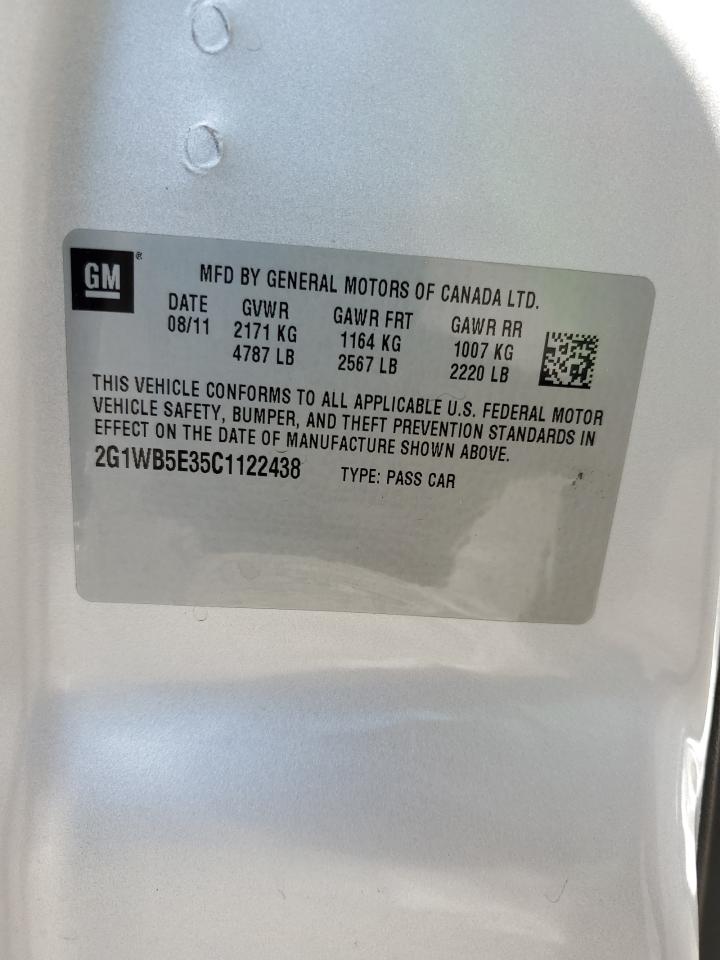 GM®
MFD BY GENERAL MOTORS OF CANADA LTD.
DATE GVWR GAWR FRT GAWR RR
08/11 2171 KG 1164 KG 1007 KG
4787 LB 2567 LB 2220 LB
THIS VEHICLE CONFORMS TO ALL APPLICABLE U.S. FEDERAL MOTOR
VEHICLE SAFETY, BUMPER, AND THEFT PREVENTION STANDARDS IN
EFFECT ON THE DATE OF MANUFACTURE SHOWN ABOVE.
2G1WB5E35C1122438 TYPE: PASS CAR